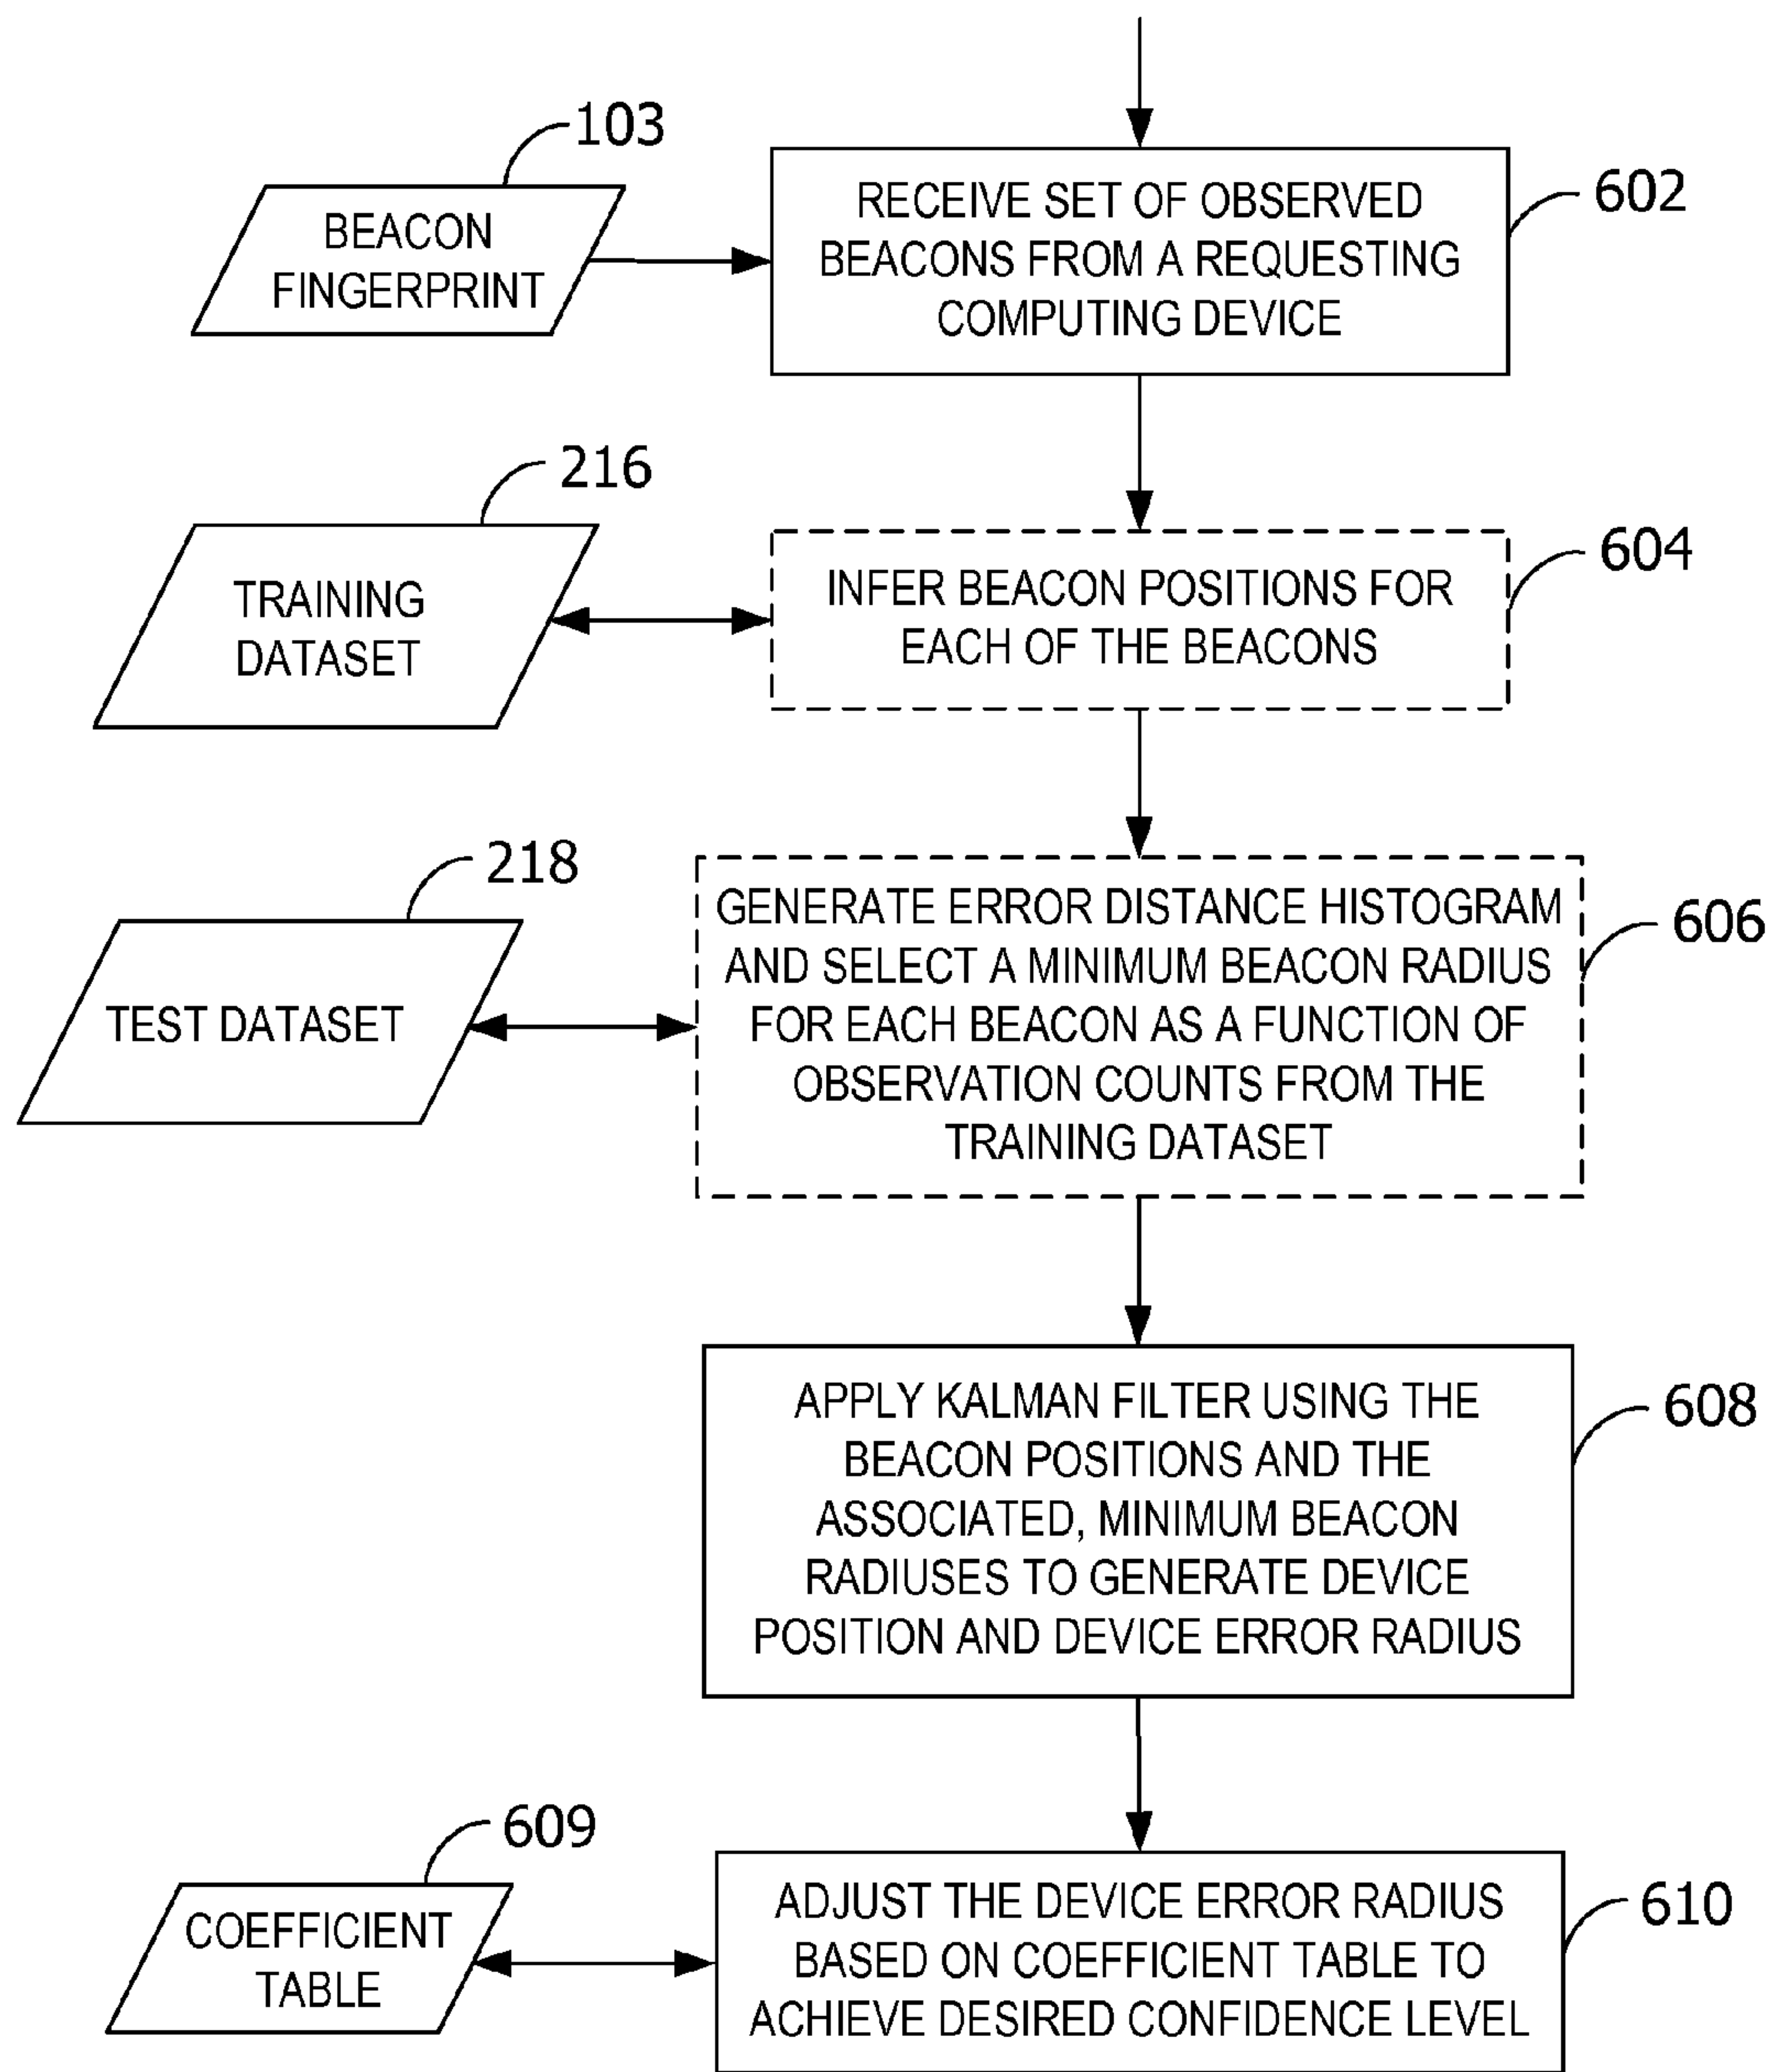 103
BEACON
FINGERPRINT
RECEIVE SET OF OBSERVED
BEACONS FROM A REQUESTING
COMPUTING DEVICE
602
216
TRAINING
DATASET
INFER BEACON POSITIONS FOR
EACH OF THE BEACONS
604
218
TEST DATASET
GENERATE ERROR DISTANCE HISTOGRAM
AND SELECT A MINIMUM BEACON RADIUS
FOR EACH BEACON AS A FUNCTION OF
OBSERVATION COUNTS FROM THE
TRAINING DATASET
606
APPLY KALMAN FILTER USING THE
BEACON POSITIONS AND THE
ASSOCIATED, MINIMUM BEACON
RADIUSES TO GENERATE DEVICE
POSITION AND DEVICE ERROR RADIUS
608
609
COEFFICIENT
TABLE
ADJUST THE DEVICE ERROR RADIUS
BASED ON COEFFICIENT TABLE TO
ACHIEVE DESIRED CONFIDENCE LEVEL
610